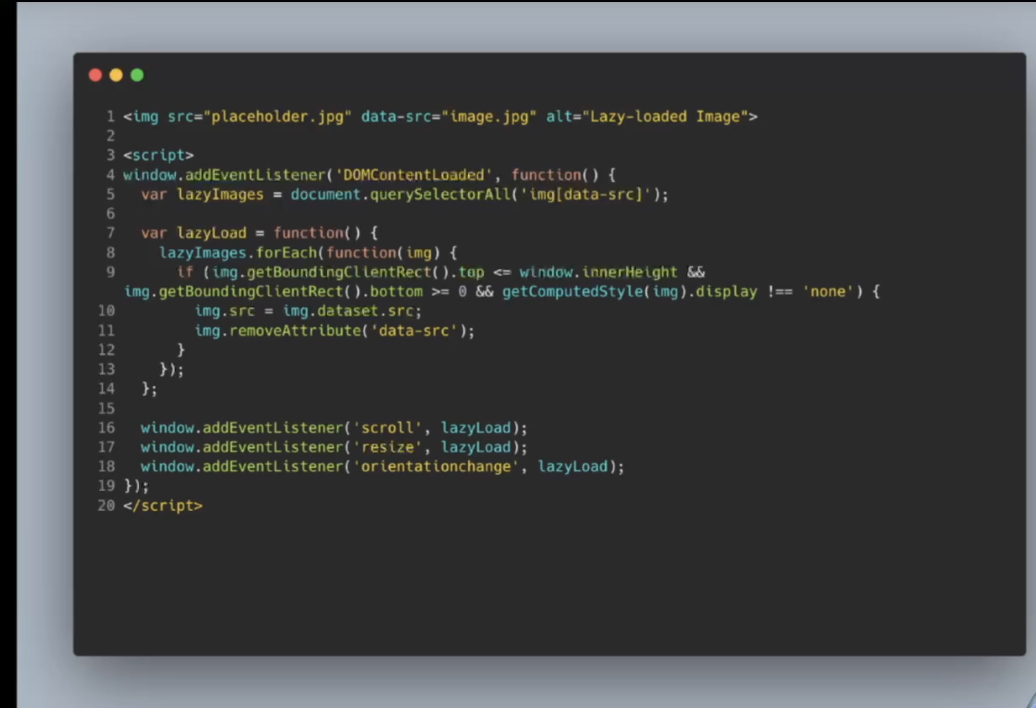 1 <img src="placeholder.jpg" data-src="image.jpg" alt="Lazy-loaded Image">
2
3 <script>
4 window.addEventListener('DOMContentLoaded', function() {
5   var lazyImages = document.querySelectorAll('img[data-src]');
6
7   var lazyLoad = function() {
8     lazyImages.forEach(function(img) {
9       if (img.getBoundingClientRect().top <= window.innerHeight &&
img.getBoundingClientRect().bottom >= 0 && getComputedStyle(img).display !== 'none') {
10         img.src = img.dataset.src;
11         img.removeAttribute('data-src');
12       }
13     });
14   };
15
16   window.addEventListener('scroll', lazyLoad);
17   window.addEventListener('resize', lazyLoad);
18   window.addEventListener('orientationchange', lazyLoad);
19 });
20 </script>